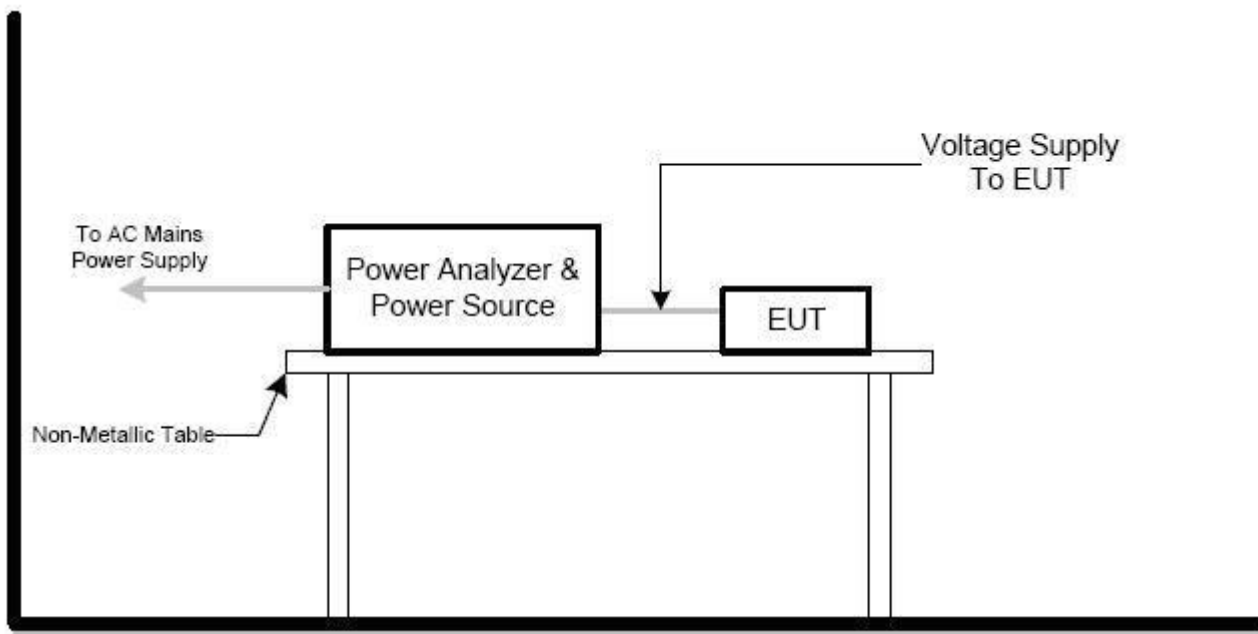 Voltage Supply
To EUT
To AC Mains
Power Supply
Power Analyzer &
Power Source
EUT
Non-Metallic Table